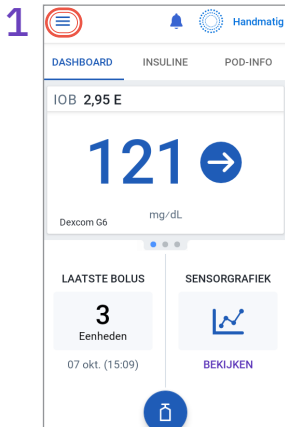 1
Handmatig
DASHBOARD INSULINE POD-INFO
IOB 2,95 E
121
mg/dL
Dexcom G6
LAATSTE BOLUS SENSORGRAFIEK
3
Eenheden
07 okt. (15:09) BEKIJKEN